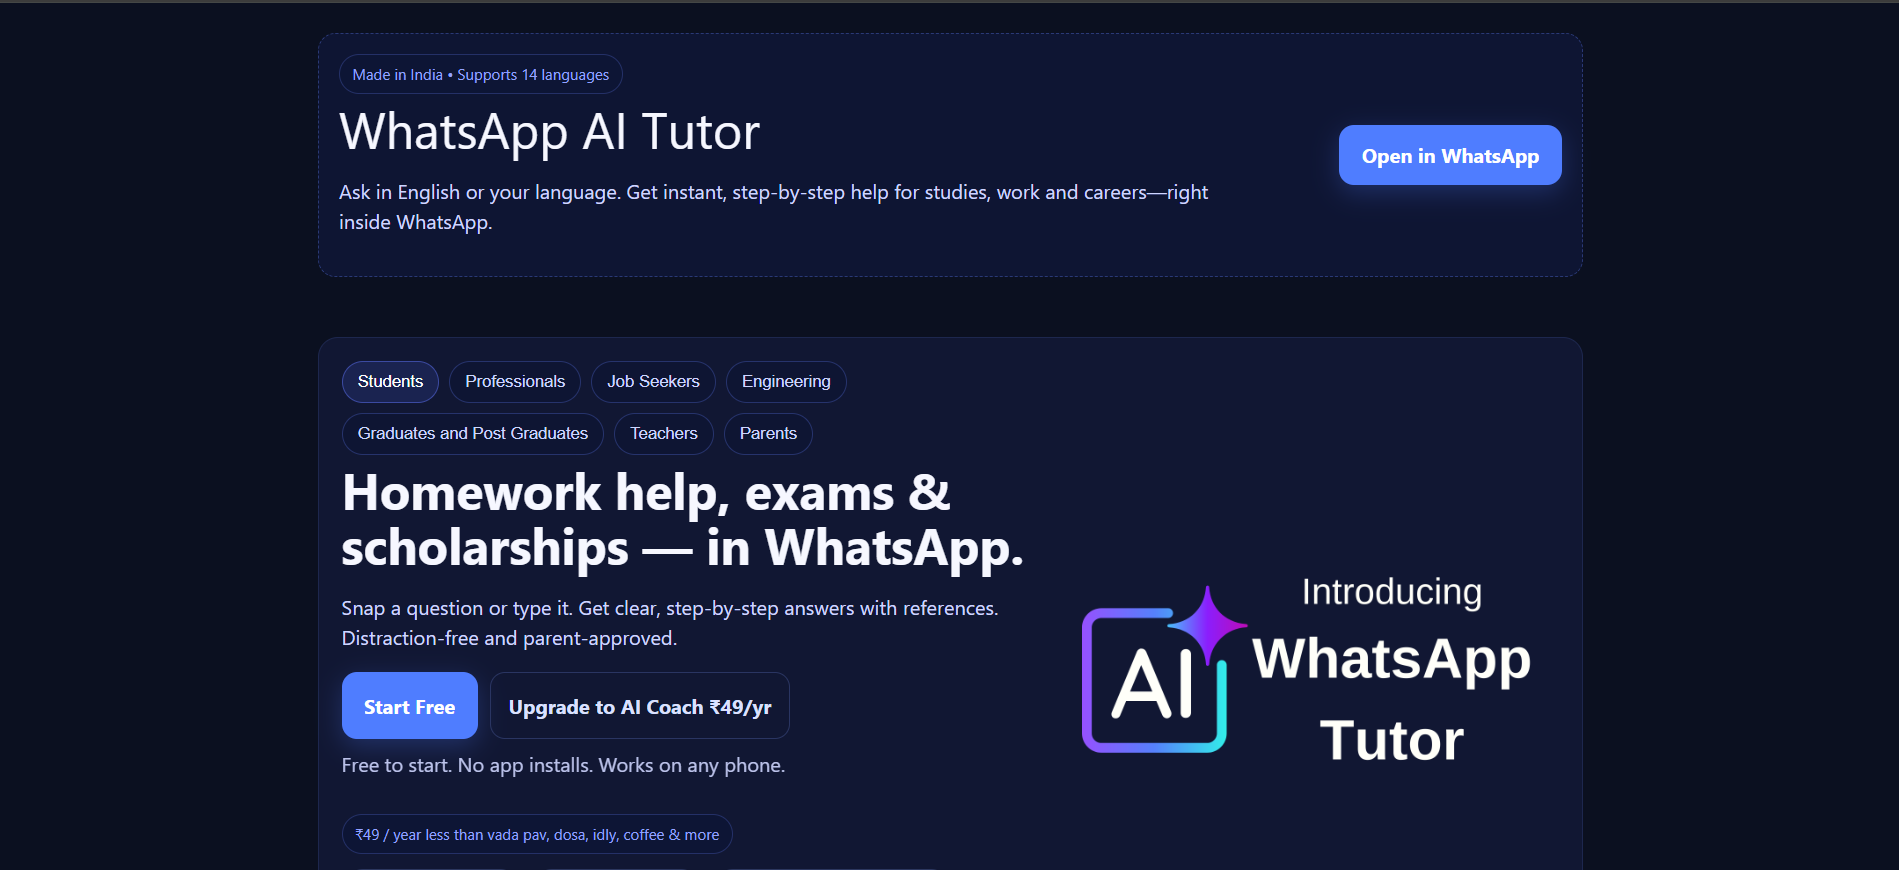 Made in India • Supports 14 languages
WhatsApp AI Tutor
Ask in English or your language. Get instant, step-by-step help for studies, work and careers—right
inside WhatsApp.
Open in WhatsApp
Students
Professionals
Job Seekers
Engineering
Graduates and Post Graduates
Teachers
Parents
Homework help, exams &
scholarships — in WhatsApp.
Snap a question or type it. Get clear, step-by-step answers with references.
Distraction-free and parent-approved.
Start Free
Upgrade to AI Coach ₹49/yr
Free to start. No app installs. Works on any phone.
₹49 / year less than vada pav, dosa, idly, coffee & more
AI
Introducing
WhatsApp
Tutor